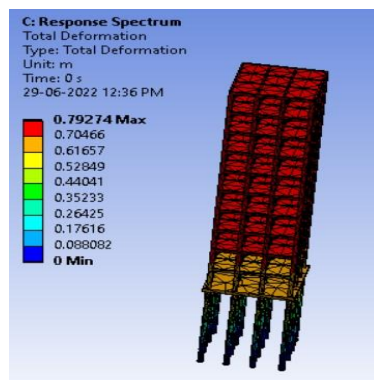 C: Response Spectrum
Total Deformation
Type: Total Deformation
Unit: m
Time: 0 s
29-06-2022 12:36 PM
0.79274 Max
0.70466
0.61657
0.52849
0.44041
0.35233
0.26425
0.17616
0.088082
0 Min